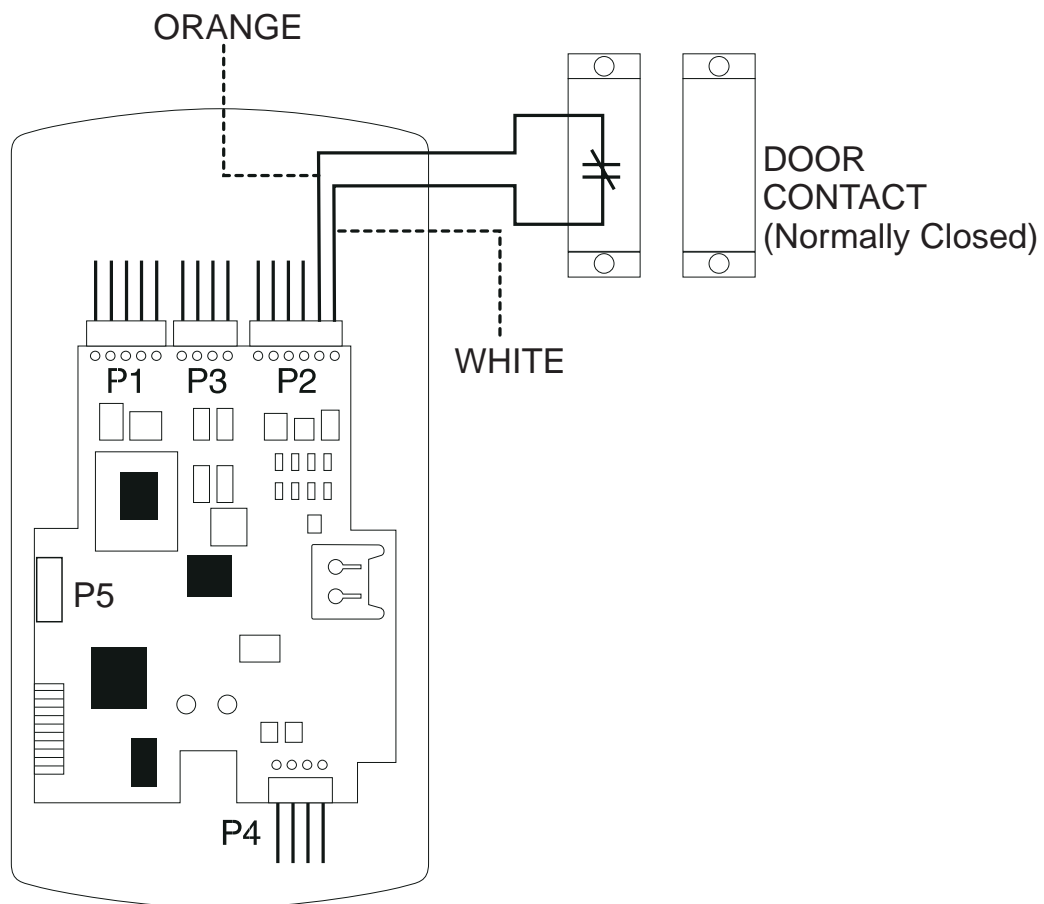 ORANGE
DOOR
CONTACT
(Normally Closed)
WHITE
P1
P3
P2
P5
P4